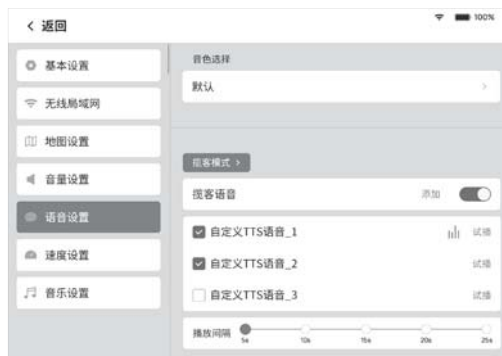 返回
100%
基本设置
无线局域网
地图设置
音量设置
语音设置
速度设置
音乐设置
音色选择
默认
揽客模式 >
揽客语音
添加
自定义TTS语音_1
试播
自定义TTS语音_2
试播
自定义TTS语音_3
试播
播放间隔
5s
10s
15s
20s
25s